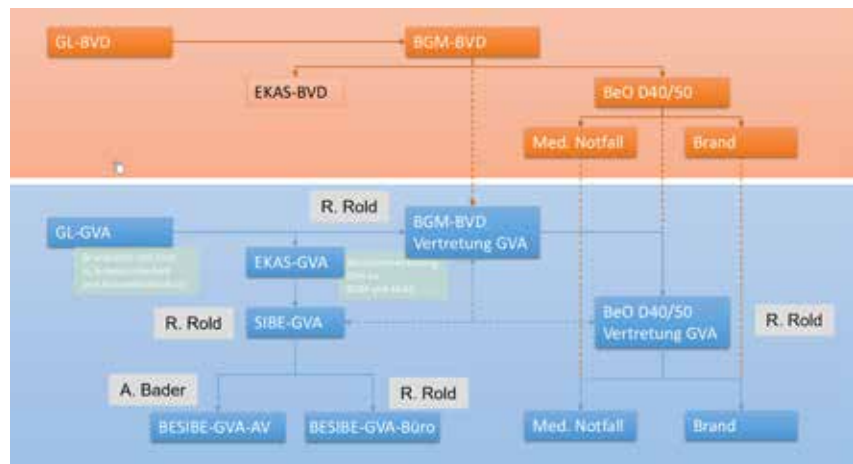 GL-BVD
BGM-BVD
EKAS-BVD
BeO D40/50
Med. Notfall
Brand
R. Rold
GL-GVA
BGM-BVD
Vertretung GVA
EKAS-GVA
R. Rold
SIBE-GVA
BeO D40/50
Vertretung GVA
R. Rold
A. Bader
R. Rold
BESIBE-GVA-AV
BESIBE-GVA-Büro
Med. Notfall
Brand